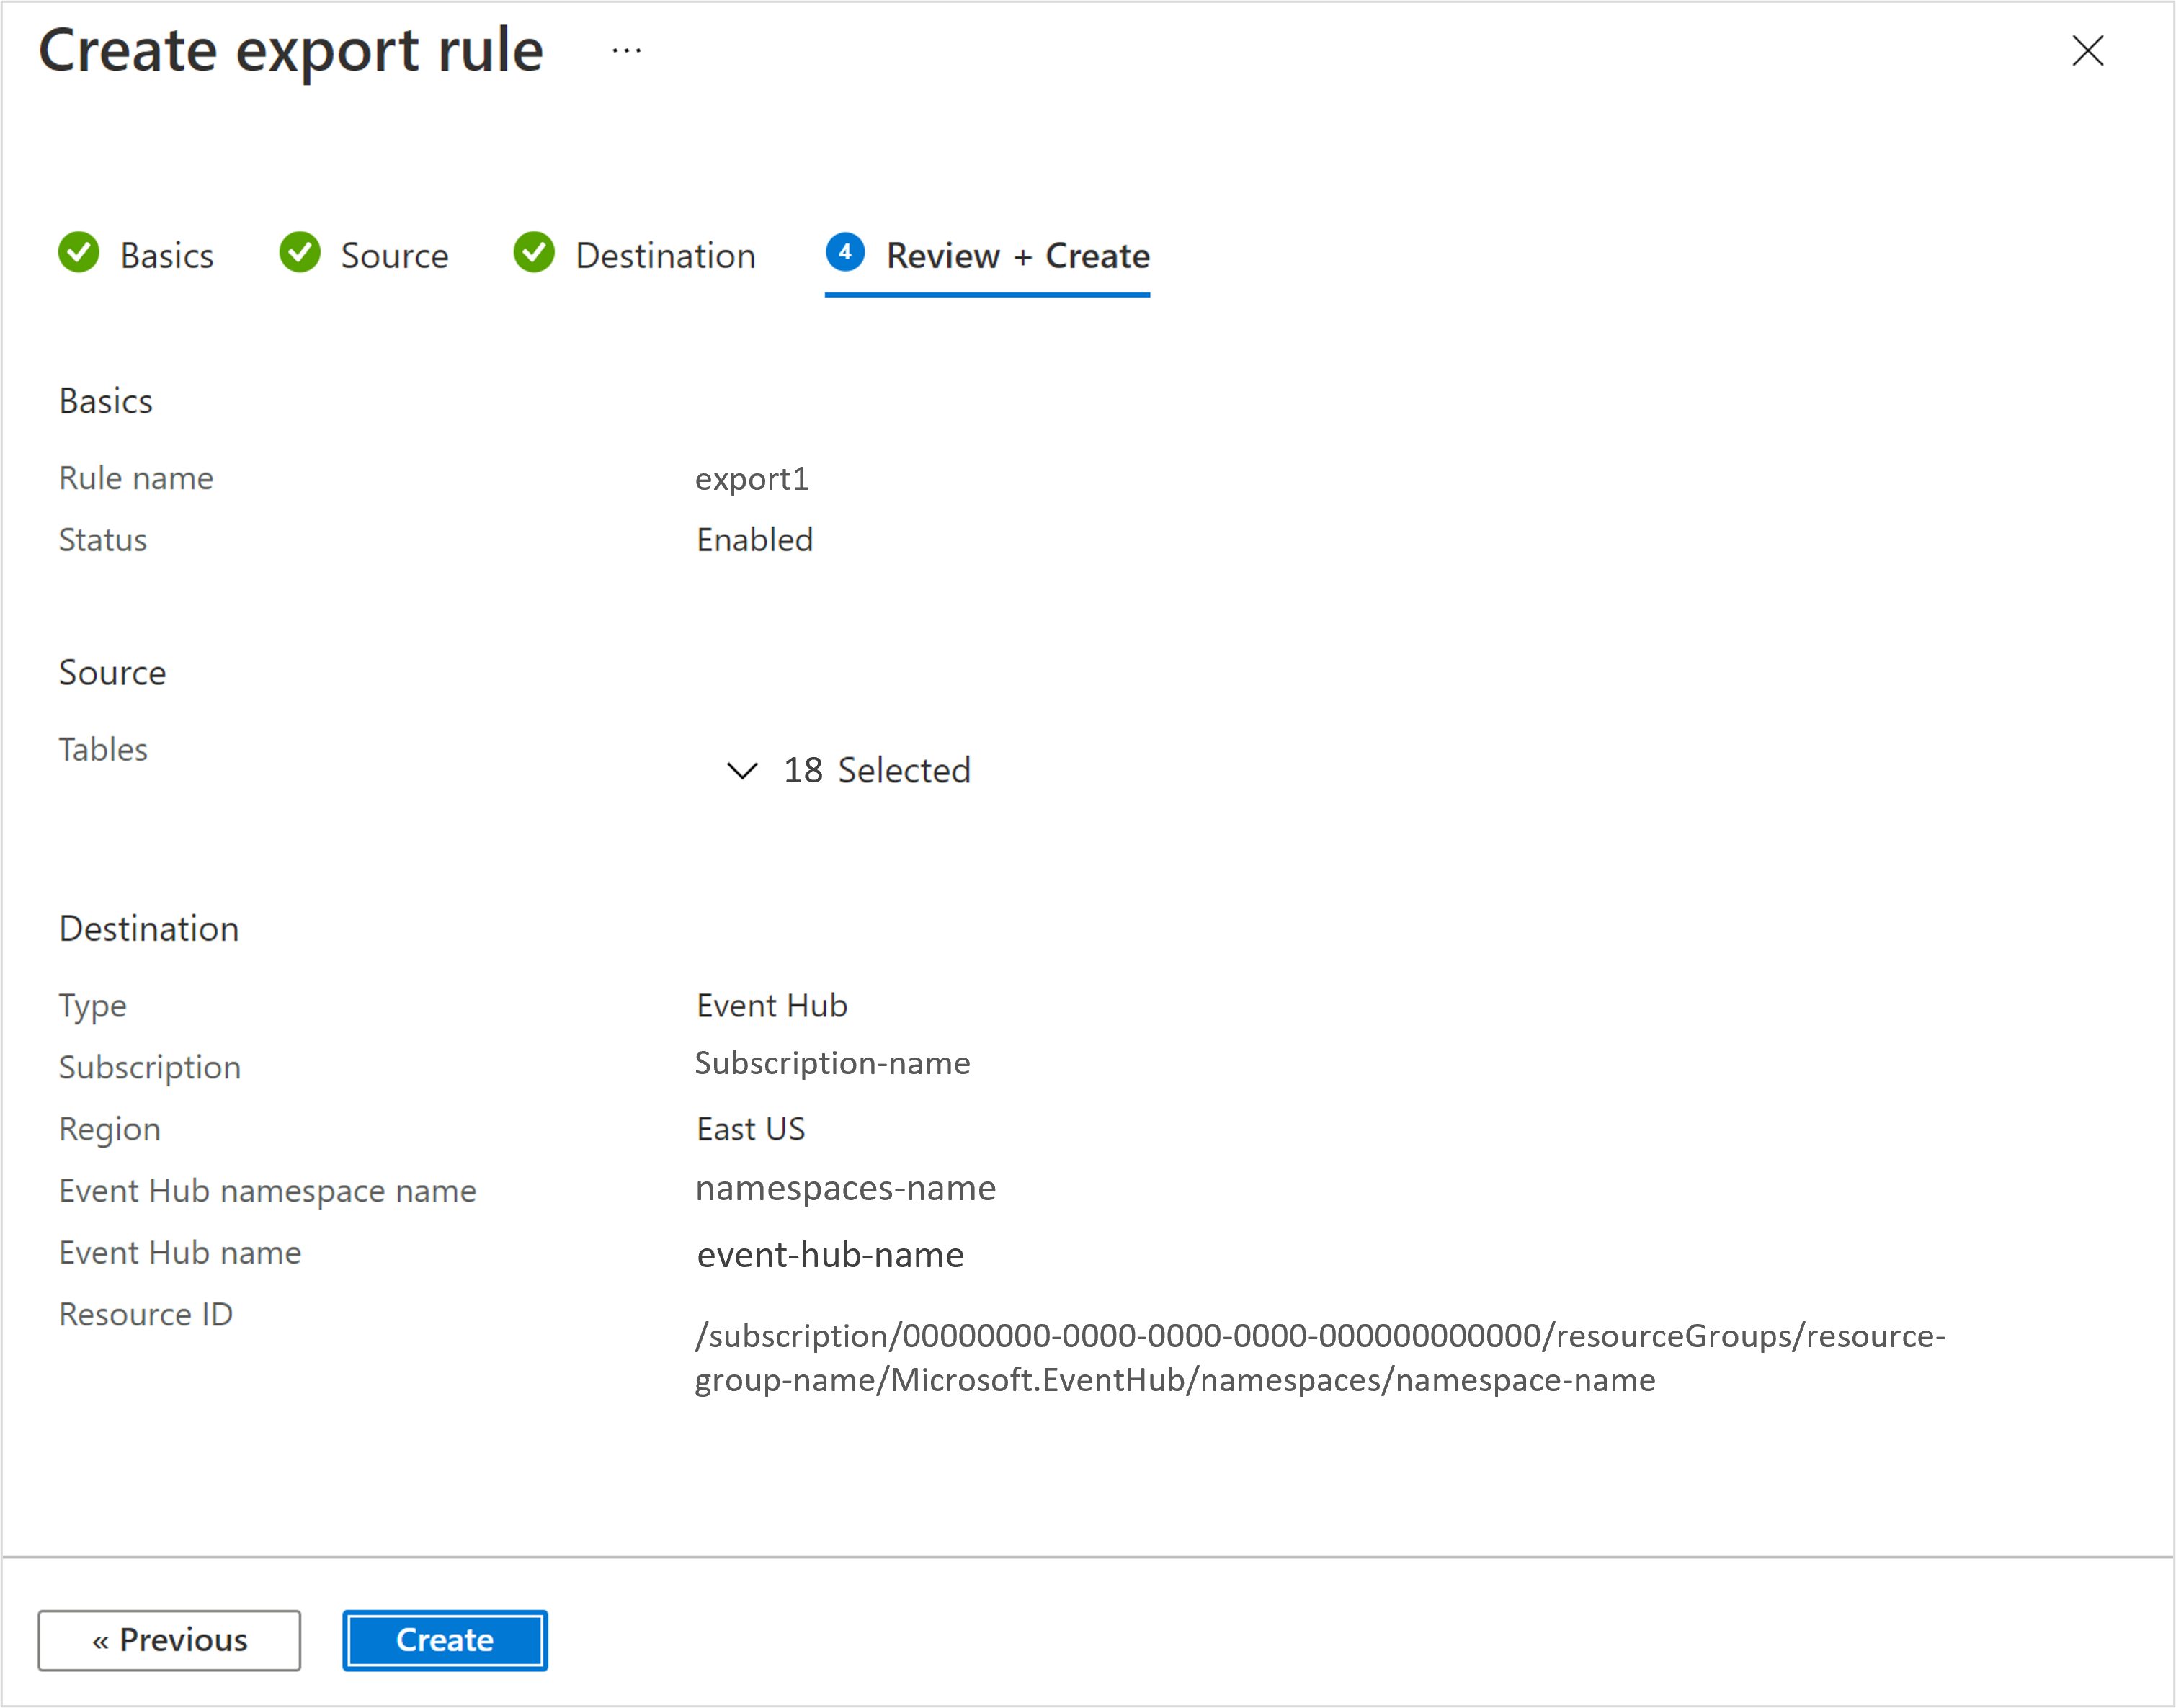 Create export rule ...
Basics Source Destination 4 Review + Create
Basics
Rule name export1
Status Enabled
Source
Tables
18 Selected
Destination
Type Event Hub
Subscription Subscription-name
Region East US
Event Hub namespace name namespaces-name
Event Hub name event-hub-name
Resource ID
/subscription/00000000-0000-0000-0000-000000000000/resourceGroups/resource-
group-name/Microsoft.EventHub/namespaces/namespace-name
« Previous Create